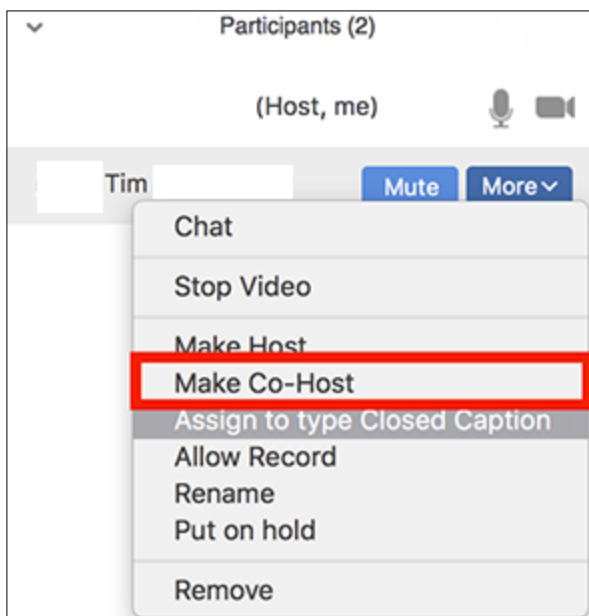 Participants (2)
(Host, me)
Tim Mute More
Chat
Stop Video
Make Host
Make Co-Host
Assign to type Closed Caption
Allow Record
Rename
Put on hold
Remove